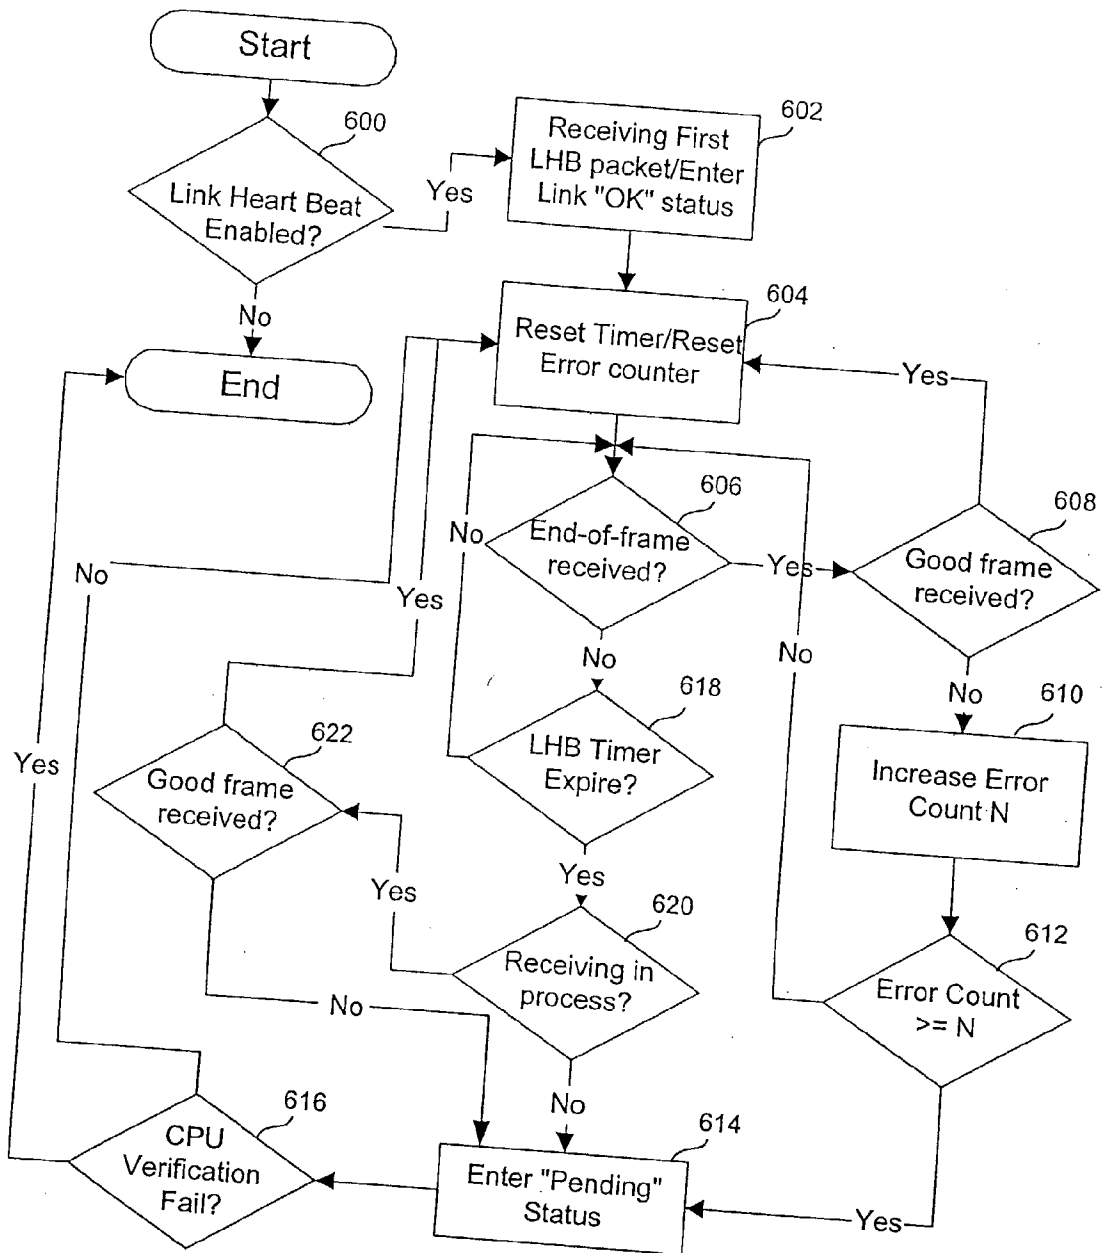 Start
600
Link Heart Beat
Enabled?
Yes
No
End
602
Receiving First
LHB packet/Enter
Link "OK" status
604
Reset Timer/Reset
Error counter
Yes
606
End-of-frame
received?
No
Yes
No
608
Good frame
received?
No
No
Yes
No
610
Increase Error
Count N
618
LHB Timer
Expire?
Yes
622
Good frame
received?
Yes
Yes
No
620
Receiving in
process?
No
612
Error Count
>= N
Yes
614
Enter "Pending"
Status
616
CPU
Verification
Fail?